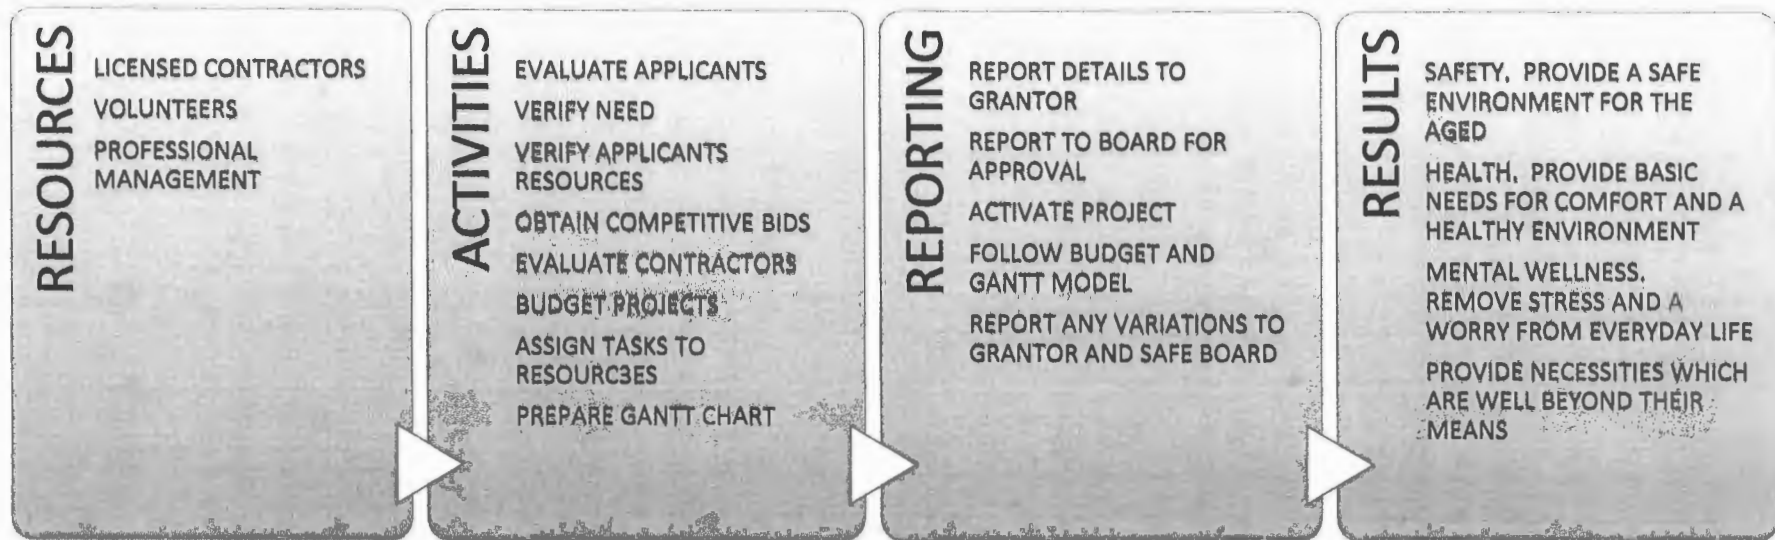 RESOURCES
LICENSED CONTRACTORS
VOLUNTEERS
PROFESSIONAL
MANAGEMENT
ACTIVITIES
EVALUATE APPLICANTS
VERIFY NEED
VERIFY APPLICANTS
RESOURCES
OBTAIN COMPETITIVE BIDS
EVALUATE CONTRACTORS
BUDGET PROJECTS
ASSIGN TASKS TO
RESOURC3ES
PREPARE GANTT CHART
REPORTING
REPORT DETAILS TO
GRANTOR
REPORT TO BOARD FOR
APPROVAL
ACTIVATE PROJECT
FOLLOW BUDGET AND
GANTT MODEL
REPORT ANY VARIATIONS TO
GRANTOR AND SAFE BOARD
RESULTS
SAFETY. PROVIDE A SAFE
ENVIRONMENT FOR THE
AGED
HEALTH. PROVIDE BASIC
NEEDS FOR COMFORT AND A
HEALTHY ENVIRONMENT
MENTAL WELLNESS.
REMOVE STRESS AND A
WORRY FROM EVERYDAY LIFE
PROVIDE NECESSITIES WHICH
ARE WELL BEYOND THEIR
MEANS